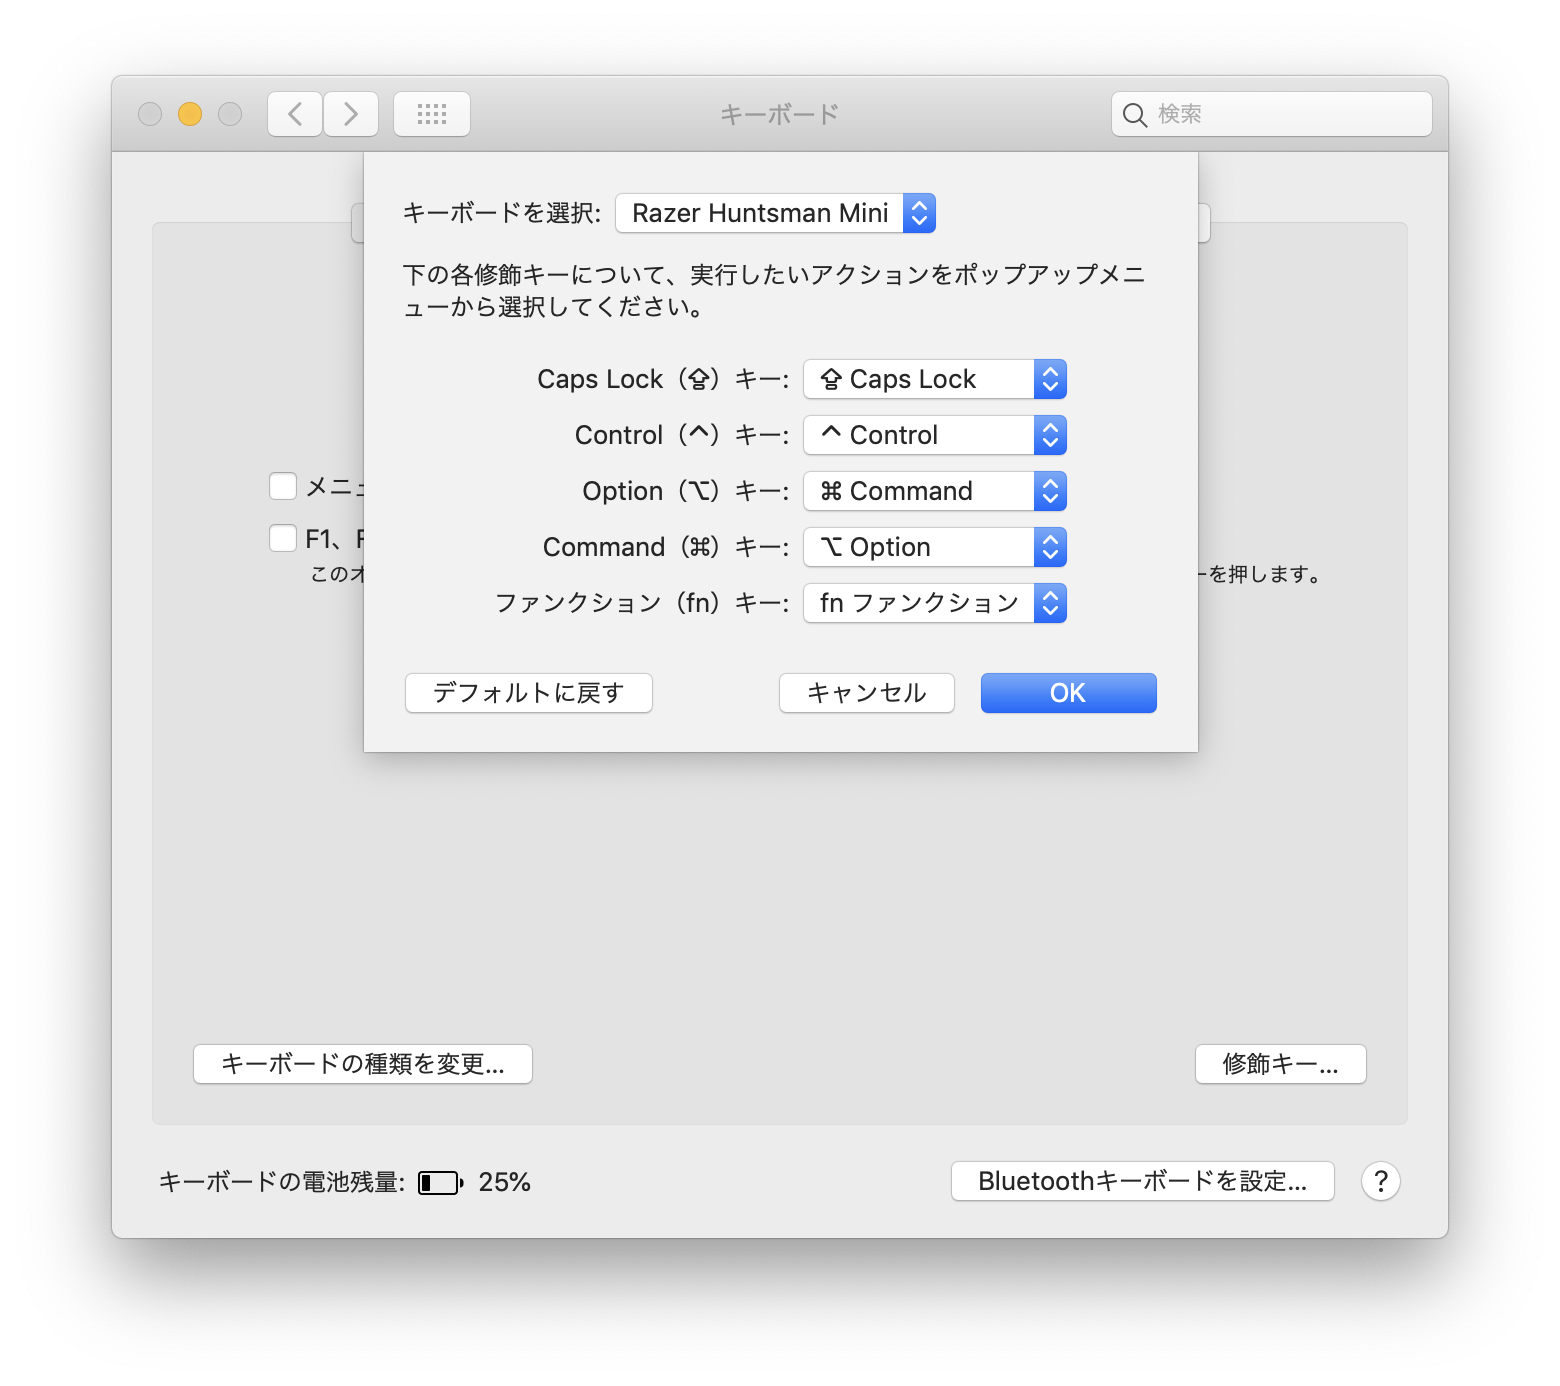 キーボード
検索
キーボードを選択: Razer Huntsman Mini
下の各修飾キーについて、実行したいアクションをポップアップメニ
ューから選択してください。
Caps Lock（⇪）キー: ⇪ Caps Lock
Control（^）キー: ^ Control
Option（⌥）キー: ⌘ Command
Command（⌘）キー: ⌥ Option
ファンクション（fn）キー: fn ファンクション
デフォルトに戻す キャンセル OK
メニュ
F1、F
このオ
ーを押します。
キーボードの種類を変更... 修飾キー...
キーボードの電池残量: 25% Bluetoothキーボードを設定... ?